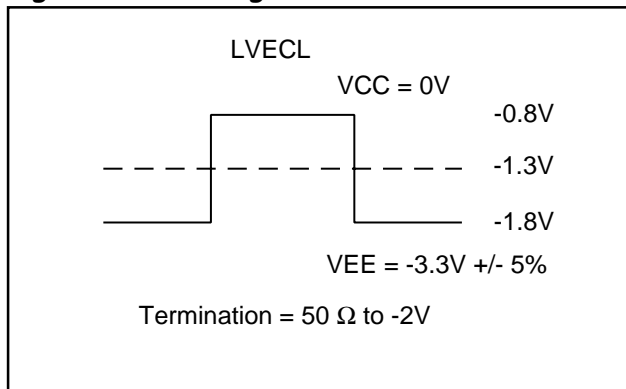 LVECL
VCC = 0V
-0.8V
-1.3V
-1.8V
VEE = -3.3V +/- 5%
Termination = 50 Ω to -2V